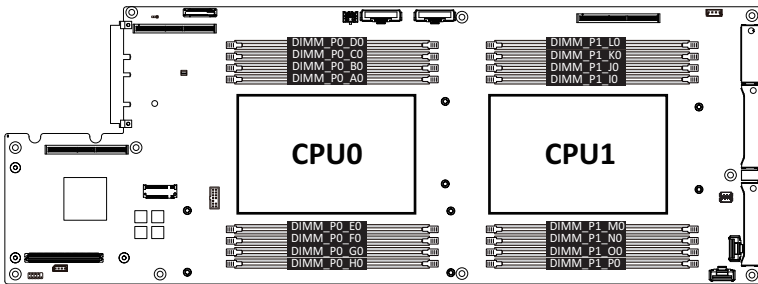 DIMM_P0_D0
DIMM_P0_C0
DIMM_P0_B0
DIMM_P0_A0
DIMM_P1_L0
DIMM_P1_K0
DIMM_P1_J0
DIMM_P1_I0
CPU0
CPU1
DIMM_P0_E0
DIMM_P0_F0
DIMM_P0_G0
DIMM_P0_H0
DIMM_P1_M0
DIMM_P1_N0
DIMM_P1_O0
DIMM_P1_P0